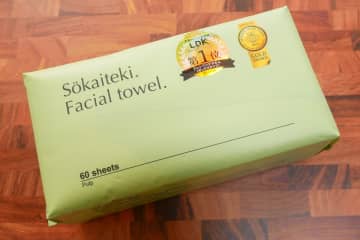 Sōkaiteki.
Facial towel.
LDK
第1位
60 sheets
Pulp